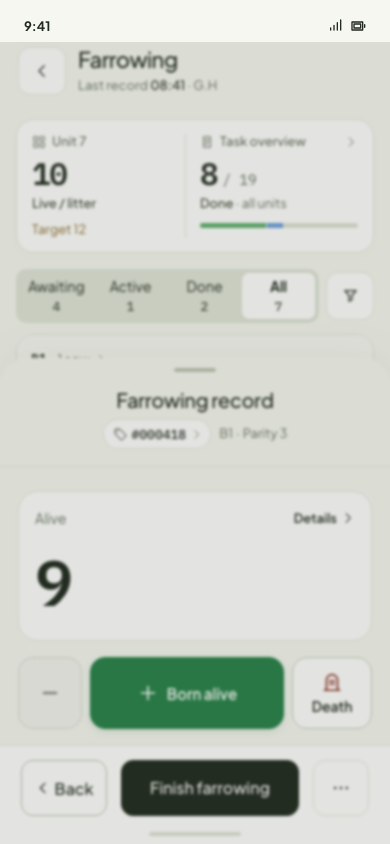 9:41
Farrowing
Last record 08:41 · G.H
Unit 7
Task overview
10
8 / 19
Live / litter
Done · all units
Target 12
Awaiting
4
Active
1
Done
2
All
7
Farrowing record
#000418
B1 · Parity 3
Alive
Details
9
Born alive
Death
Back
Finish farrowing